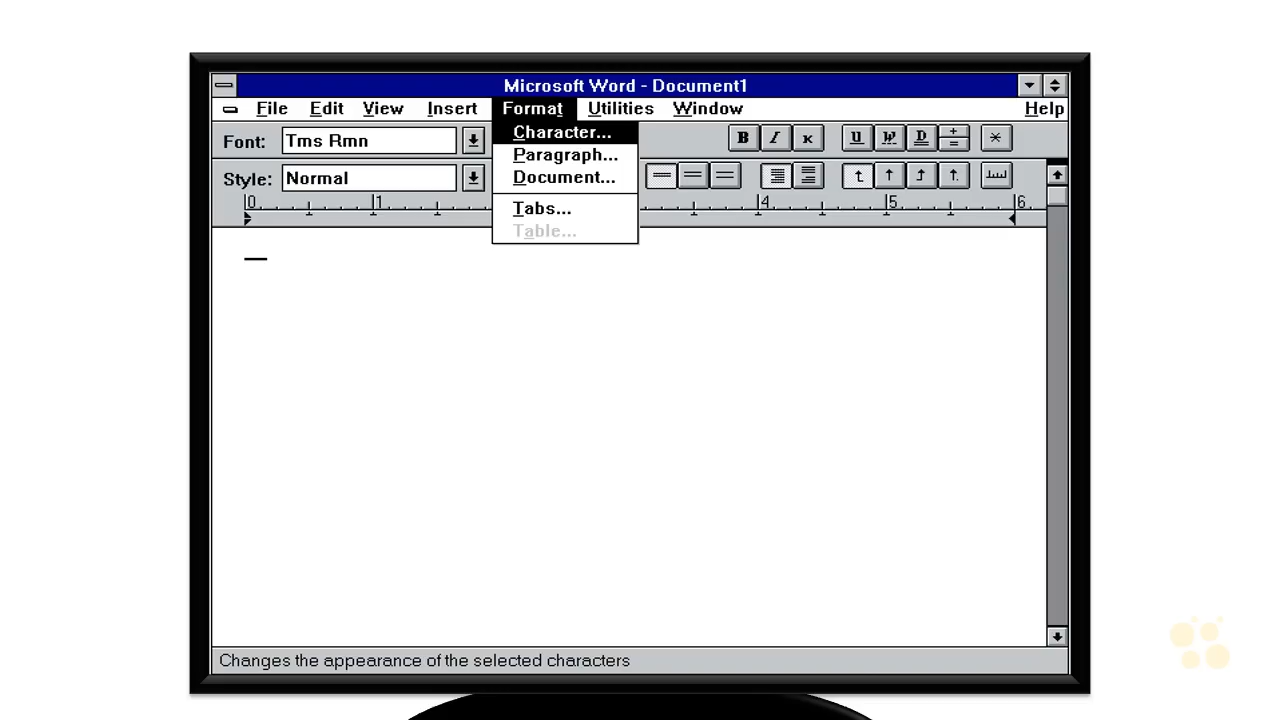 Microsoft Word - Document1
File Edit View Insert Format Utilities Window Help
Font: Tms Rmn
Character...
B I K U W D + = *
Paragraph...
Style: Normal
Document...
0 1 4 5 6
Tabs...
Table...
Changes the appearance of the selected characters